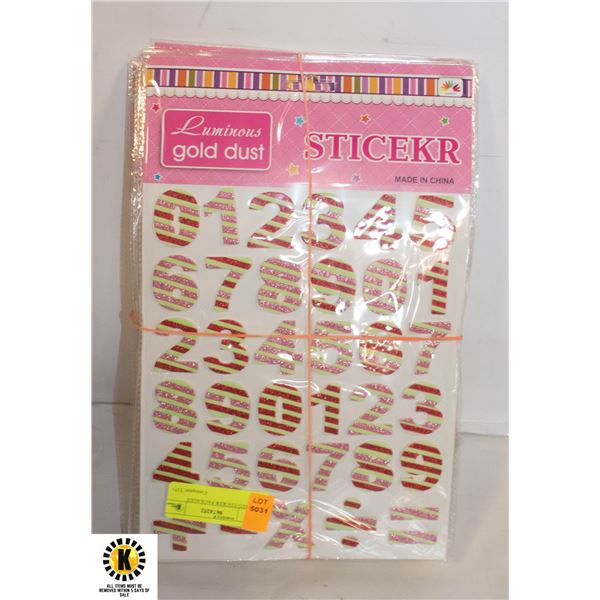 Luminous
gold dust
STICEKR
MADE IN CHINA
0 1 2 3 4 5
6 7 8 9 0 1
2 3 4 5 6 7
8 9 0 1 2 3
4 5 6 7 8 9
+ - × ÷ =
LOT
5031
K
ALL ITEMS MUST BE
REMOVED WITHIN 5 DAYS OF
SALE